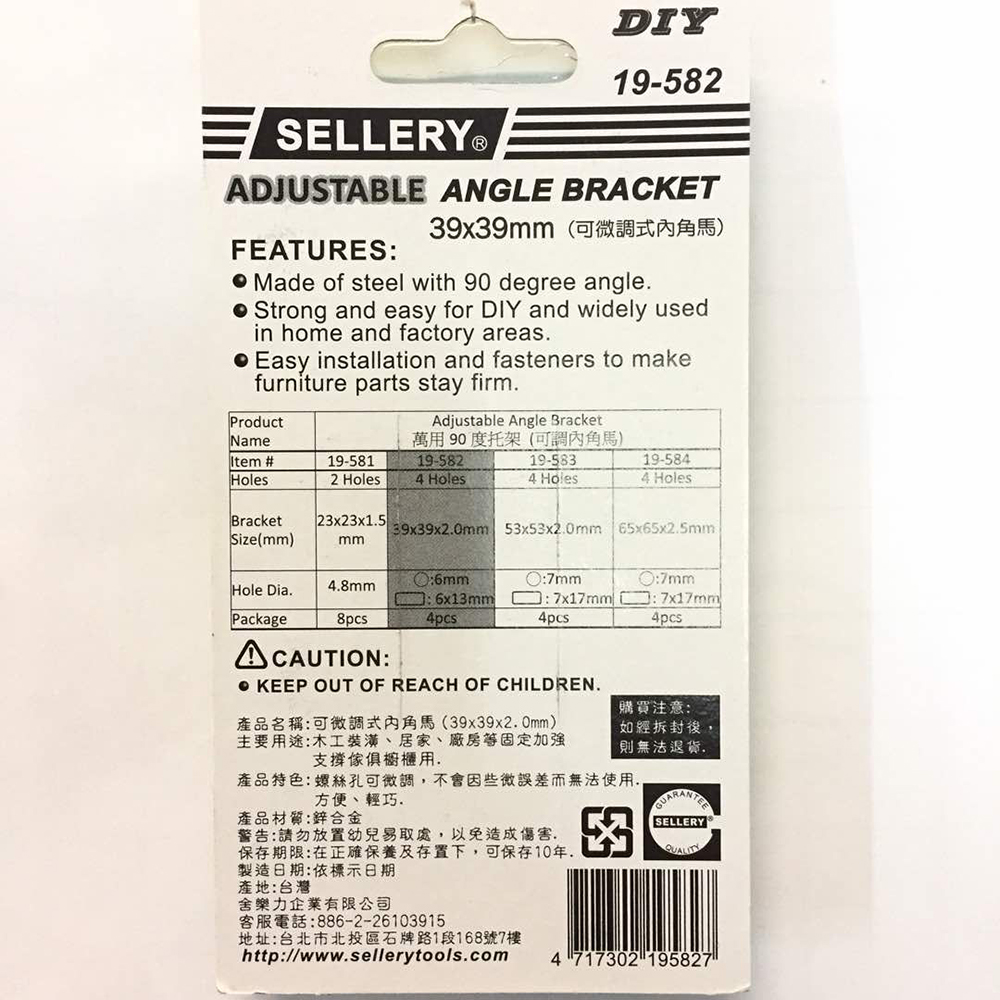 DIY
19-582
SELLERY®
ADJUSTABLE ANGLE BRACKET
39x39mm (可微調式內角馬)
FEATURES:
● Made of steel with 90 degree angle.
● Strong and easy for DIY and widely used
in home and factory areas.
● Easy installation and fasteners to make
furniture parts stay firm.
Product Name Adjustable Angle Bracket
萬用 90 度托架 (可調內角馬)
Item # 19-581 19-582 19-583 19-584
Holes 2 Holes 4 Holes 4 Holes 4 Holes
Bracket Size(mm) 23x23x1.5 mm 39x39x2.0mm 53x53x2.0mm 65x65x2.5mm
Hole Dia. 4.8mm ○:6mm ○:7mm ○:7mm
▭: 6x13mm ▭: 7x17mm ▭: 7x17mm
Package 8pcs 4pcs 4pcs 4pcs
CAUTION:
● KEEP OUT OF REACH OF CHILDREN.
購買注意:
如經拆封後,
則無法退貨.
產品名稱:可微調式內角馬(39x39x2.0mm)
主要用途:木工裝潢、居家、廠房等固定加強
支撐傢俱櫥櫃用.
產品特色:螺絲孔可微調,不會因些微誤差而無法使用.
方便、輕巧.
產品材質:鋅合金
警告:請勿放置幼兒易取處,以免造成傷害.
保存期限:在正確保養及存置下,可保存10年.
製造日期:依標示日期
產地:台灣
舍樂力企業有限公司
客服電話:886-2-26103915
地址:台北市北投區石牌路1段168號7樓
http://www.sellerytools.com
GUARANTEE
SELLERY®
QUALITY
4 717302 195827